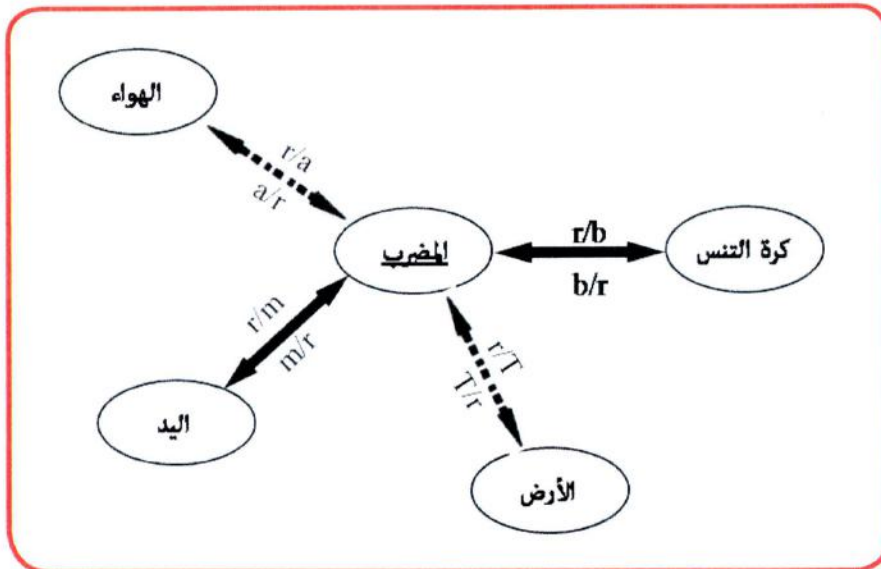 الهواء
r/a
a/r
المضرب
r/b
b/r
كرة التنس
r/m
m/r
r/T
T/r
اليد
الأرض